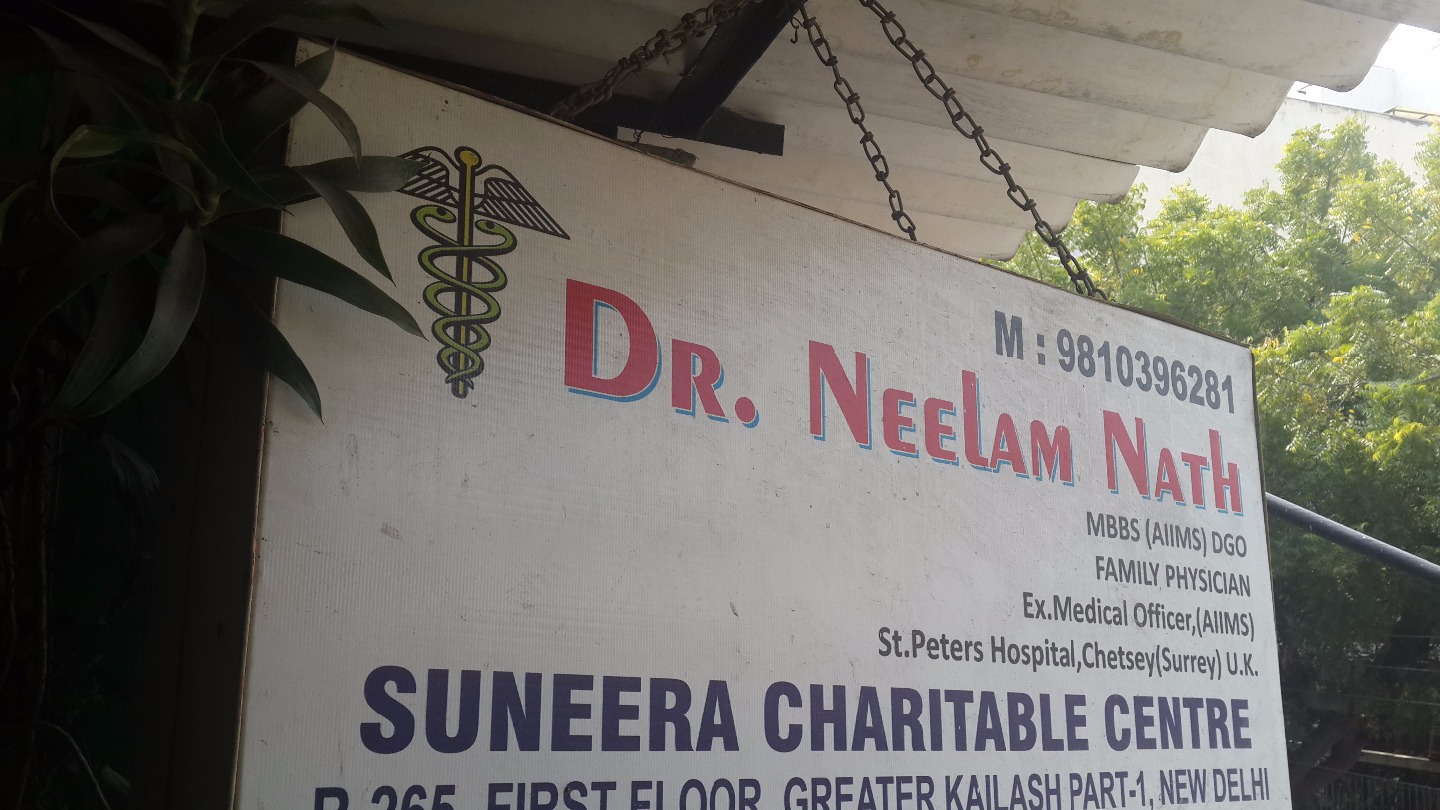 M : 9810396281
DR. NEELAM NATH
MBBS (AIIMS) DGO
FAMILY PHYSICIAN
Ex.Medical Officer,(AIIMS)
St.Peters Hospital,Chetsey(Surrey) U.K.
SUNEERA CHARITABLE CENTRE
265, FIRST FLOOR, GREATER KAILASH PART-1, NEW DELHI